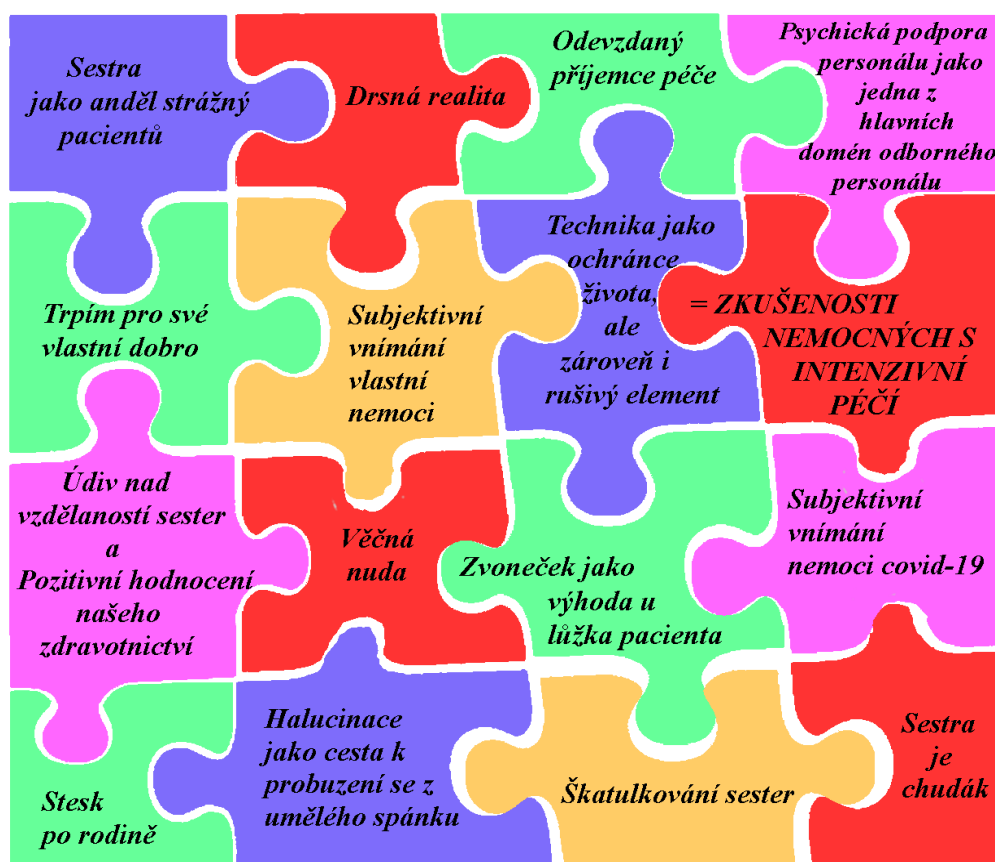 Sestra
jako anděl strážný
pacientů
Drsná realita
Odevzdaný
příjemce péče
Psychická podpora
personálu jako
jedna z
hlavních
domén odborného
personálu
Trpím pro své
vlastní dobro
Subjektivní
vnímání
vlastní
nemoci
Technika jako
ochránce
života,
ale
zároveň i
rušivý element
= ZKUŠENOSTI
NEMOCNÝCH S
INTENZIVNÍ
PÉČÍ
Údiv nad
vzdělaností sester
a
Pozitivní hodnocení
našeho
zdravotnictví
Věčná
nuda
Zvoneček jako
výhoda u
lůžka pacienta
Subjektivní
vnímání
nemoci covid-19
Stesk
po rodině
Halucinace
jako cesta k
probuzení se z
umělého spánku
Škatulkování sester
Sestra
je
chudák